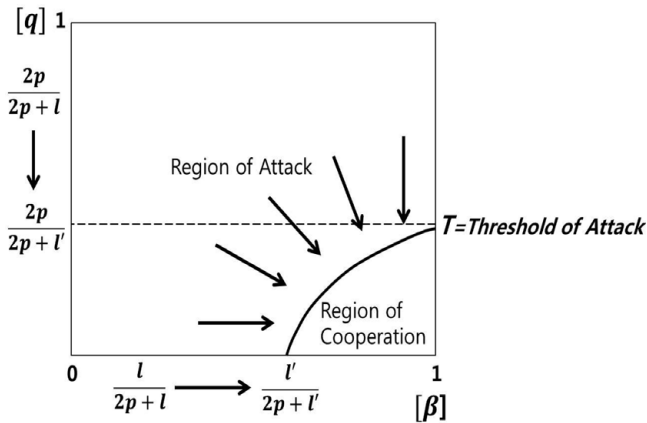 [q] 1
2p
2p + l
Region of Attack
2p
2p + l′
T=Threshold of Attack
Region of
Cooperation
0
l
2p + l
l′
2p + l′
1
[β]